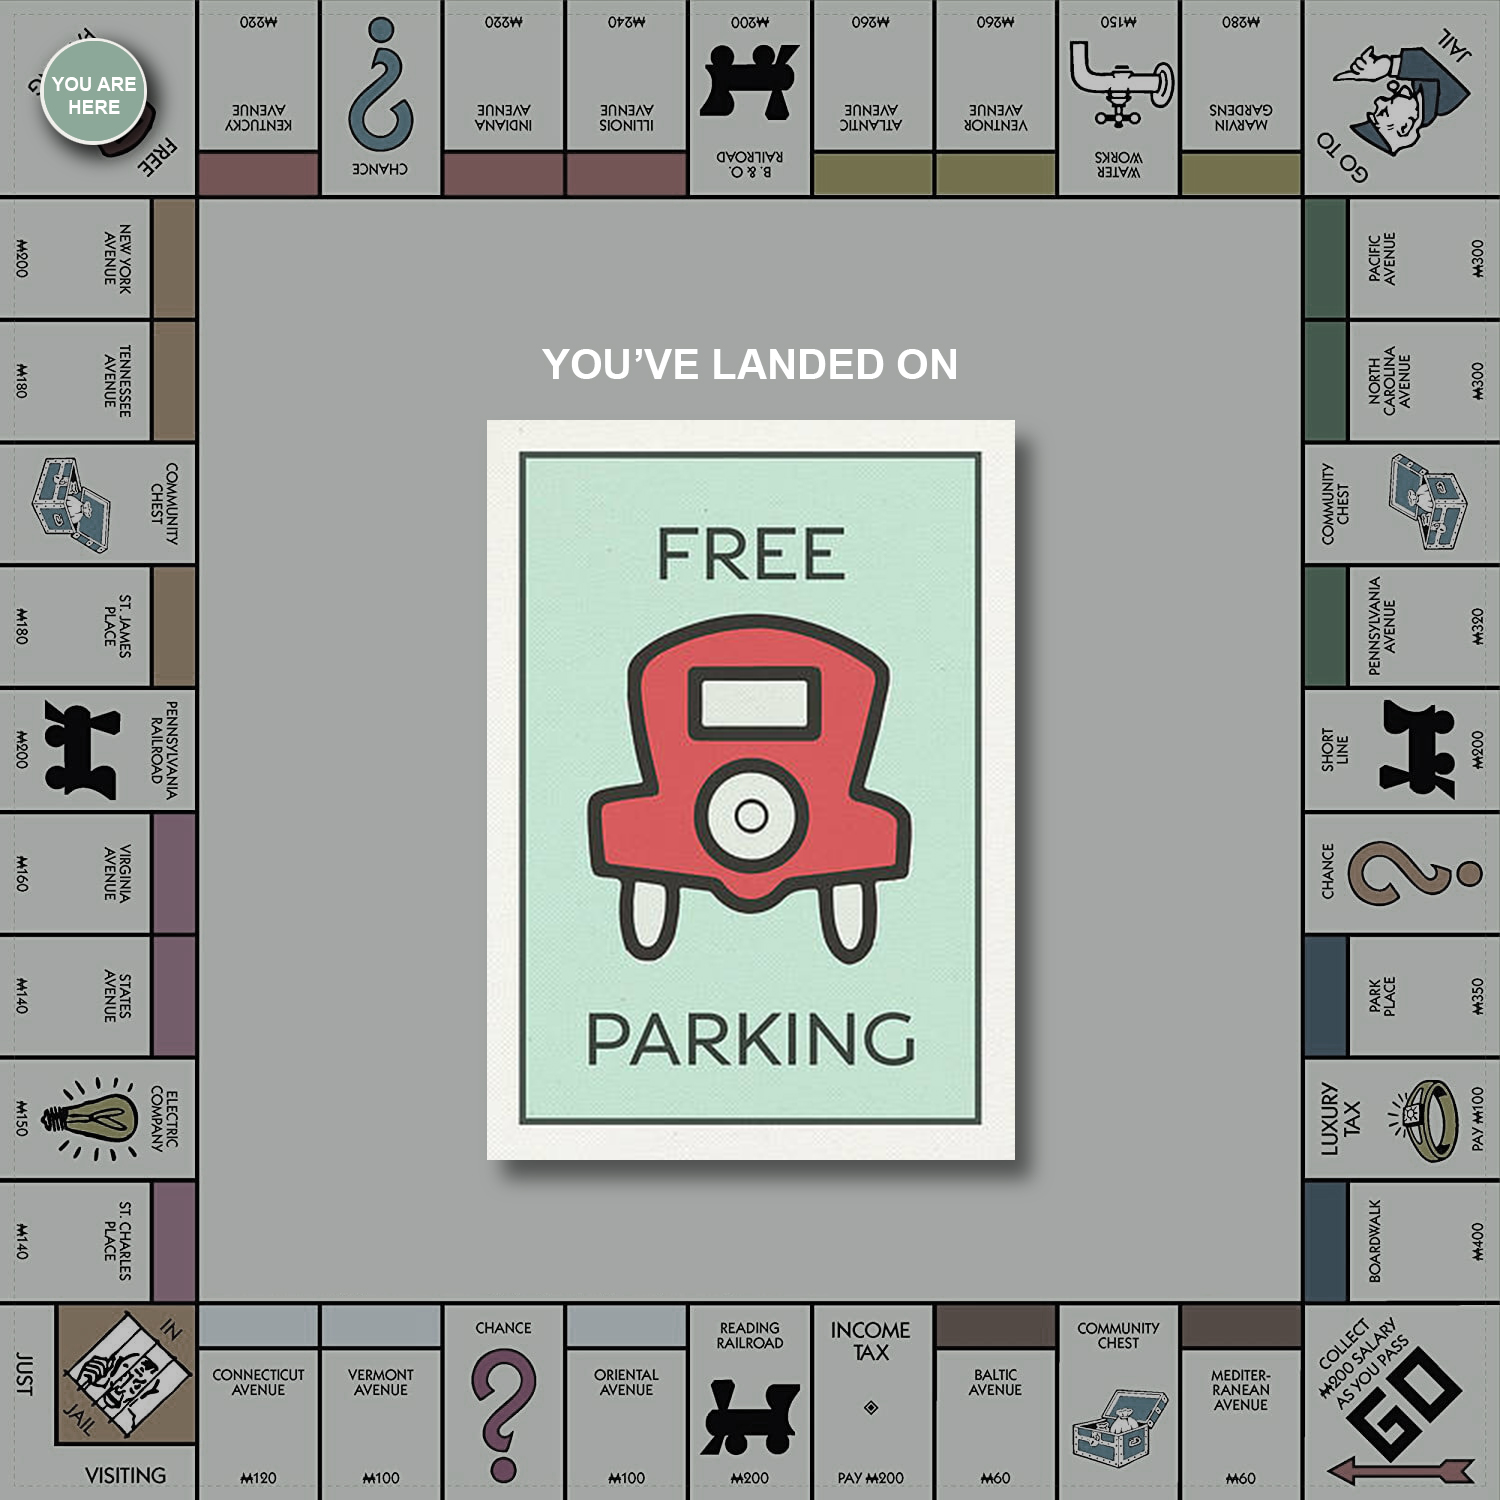 YOU ARE
HERE
FREE
₩220
KENTUCKY
AVENUE
CHANCE
₩220
INDIANA
AVENUE
₩240
ILLINOIS
AVENUE
₩200
B. & O.
RAILROAD
₩260
ATLANTIC
AVENUE
₩260
VENTNOR
AVENUE
₩150
WATER
WORKS
₩280
MARVIN
GARDENS
GO TO
JAIL
₩200
NEW YORK
AVENUE
₩180
TENNESSEE
AVENUE
COMMUNITY
CHEST
₩180
ST. JAMES
PLACE
₩200
PENNSYLVANIA
RAILROAD
₩160
VIRGINIA
AVENUE
₩140
STATES
AVENUE
₩150
ELECTRIC
COMPANY
₩140
ST. CHARLES
PLACE
YOU'VE LANDED ON
FREE
PARKING
PACIFIC
AVENUE
₩300
NORTH
CAROLINA
AVENUE
₩300
COMMUNITY
CHEST
PENNSYLVANIA
AVENUE
₩320
SHORT
LINE
₩200
CHANCE
PARK
PLACE
₩350
LUXURY
TAX
PAY ₩100
BOARDWALK
₩400
JUST
VISITING
IN
JAIL
CONNECTICUT
AVENUE
₩120
VERMONT
AVENUE
₩100
CHANCE
ORIENTAL
AVENUE
₩100
READING
RAILROAD
₩200
INCOME
TAX
PAY ₩200
BALTIC
AVENUE
₩60
COMMUNITY
CHEST
MEDITER-
RANEAN
AVENUE
₩60
COLLECT
₩200 SALARY
AS YOU PASS
GO